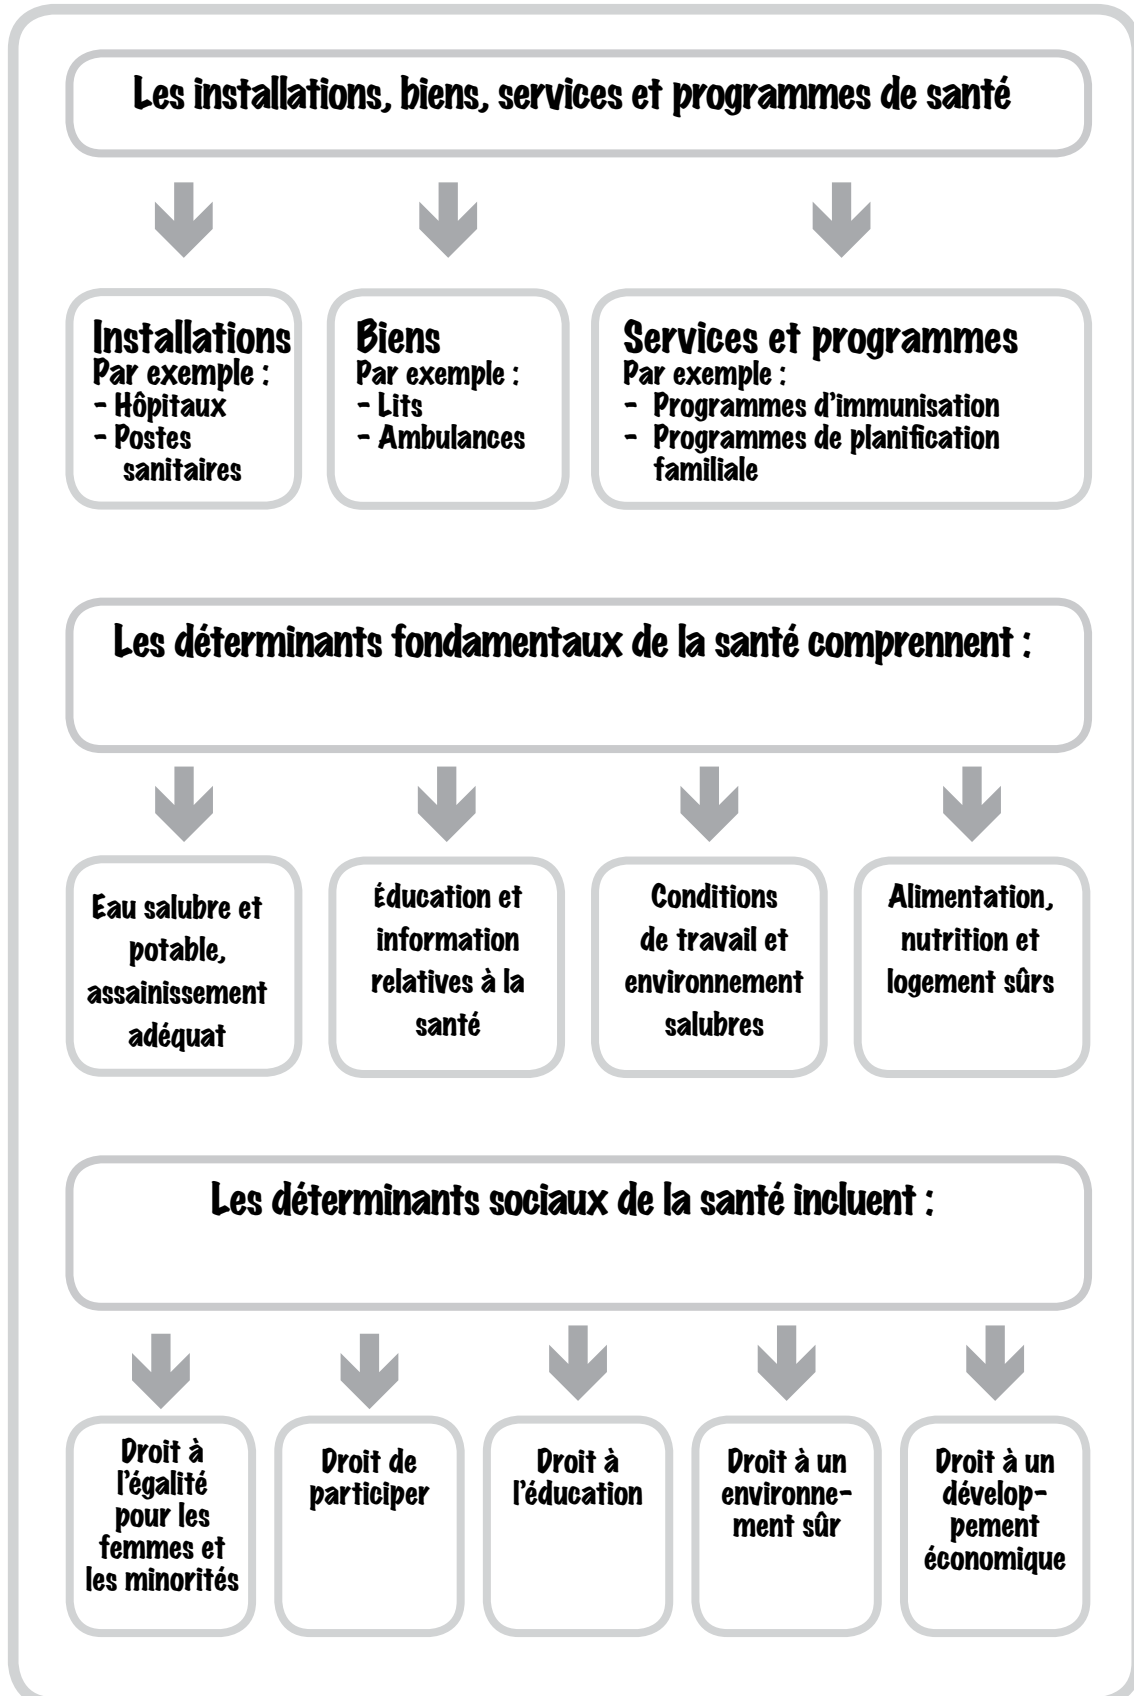 Les installations, biens, services et programmes de santé
Installations
Par exemple :
- Hôpitaux
- Postes
sanitaires
Biens
Par exemple :
- Lits
- Ambulances
Services et programmes
Par exemple :
- Programmes d'immunisation
- Programmes de planification
familiale
Les déterminants fondamentaux de la santé comprennent :
Eau salubre et
potable,
assainissement
adéquat
Éducation et
information
relatives à la
santé
Conditions
de travail et
environnement
salubres
Alimentation,
nutrition et
logement sûrs
Les déterminants sociaux de la santé incluent :
Droit à
l'égalité
pour les
femmes et
les minorités
Droit de
participer
Droit à
l'éducation
Droit à un
environne-
ment sûr
Droit à un
dévelop-
pement
économique